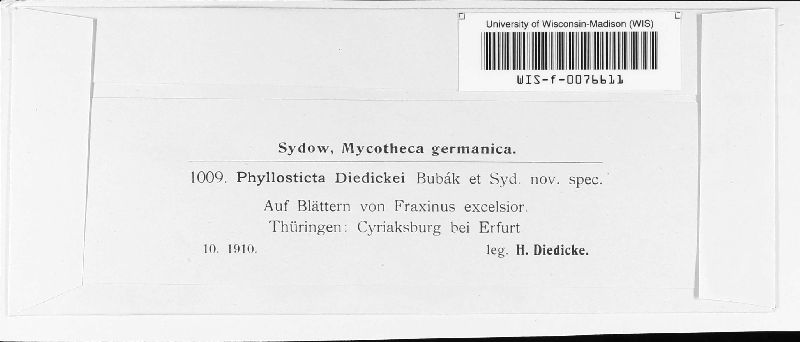 University of Wisconsin-Madison (WIS)
WIS-f-0076611
Sydow, Mycotheca germanica.
1009. Phyllosticta Diedickei Bubák et Syd. nov. spec.
Auf Blättern von Fraxinus excelsior.
Thüringen: Cyriaksburg bei Erfurt
10. 1910. leg. H. Diedicke.